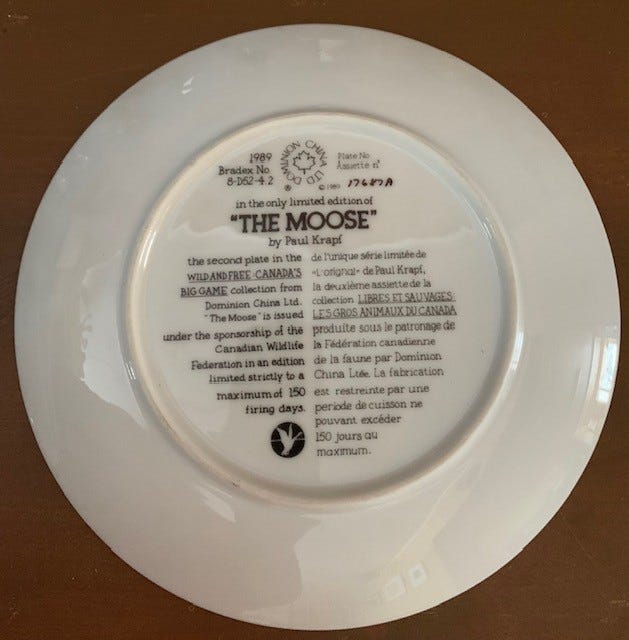 1989
Bradex No.
8-D52-4.2
DOMINION CHINA LTD.
®
© 1989
Plate No
Assiette nº
17687A
in the only limited edition of
"THE MOOSE"
by Paul Krapf
the second plate in the
WILD AND FREE: CANADA'S
BIG GAME collection from
Dominion China Ltd.
"The Moose" is issued
under the sponsorship of the
Canadian Wildlife
Federation in an edition
limited strictly to a
maximum of 150
firing days.
de l'unique série limitée de
«L'orignal» de Paul Krapf,
la deuxième assiette de la
collection LIBRES ET SAUVAGES:
LES GROS ANIMAUX DU CANADA
produite sous le patronage de
la Fédération canadienne
de la faune par Dominion
China Ltée. La fabrication
est restreinte par une
periode de cuisson ne
pouvant excéder
150 jours au
maximum.